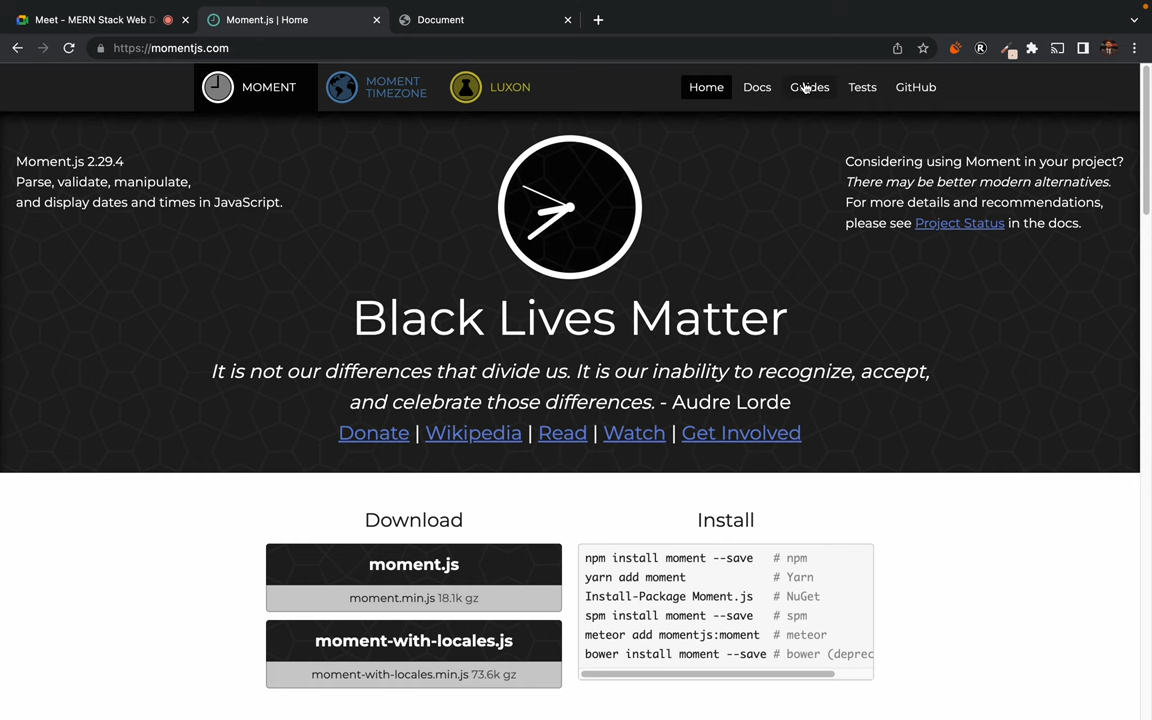 Meet - MERN Stack Web D
Moment.js | Home
Document
https://momentjs.com
MOMENT
MOMENT
TIMEZONE
LUXON
Home
Docs
Guides
Tests
GitHub
Moment.js 2.29.4
Parse, validate, manipulate,
and display dates and times in JavaScript.
Considering using Moment in your project?
There may be better modern alternatives.
For more details and recommendations,
please see Project Status in the docs.
Black Lives Matter
It is not our differences that divide us. It is our inability to recognize, accept,
and celebrate those differences. - Audre Lorde
Donate | Wikipedia | Read | Watch | Get Involved
Download
moment.js
moment.min.js 18.1k gz
moment-with-locales.js
moment-with-locales.min.js 73.6k gz
Install
npm install moment --save # npm
yarn add moment # Yarn
Install-Package Moment.js # NuGet
spm install moment --save # spm
meteor add momentjs:moment # meteor
bower install moment --save # bower (deprec